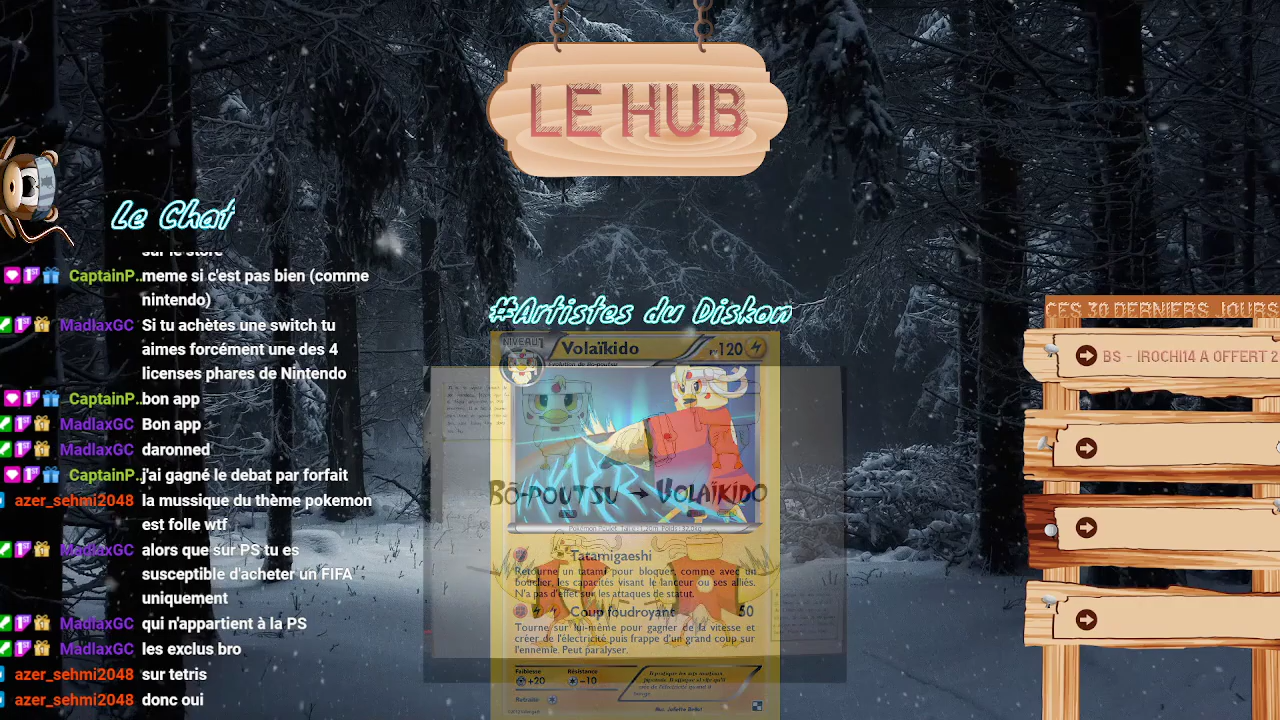 LE HUB
Le Chat
sur le store
CaptainP.. meme si c'est pas bien (comme
nintendo)
MadlaxGC Si tu achètes une switch tu
aimes forcément une des 4
licenses phares de Nintendo
CaptainP.. bon app
MadlaxGC Bon app
MadlaxGC daronned
CaptainP.. j'ai gagné le debat par forfait
azer_sehmi2048 la mussique du thème pokemon
est folle wtf
MadlaxGC alors que sur PS tu es
susceptible d'acheter un FIFA
uniquement
MadlaxGC qui n'appartient à la PS
MadlaxGC les exclus bro
azer_sehmi2048 sur tetris
azer_sehmi2048 donc oui
#Artistes du Diskon
NIVEAU 1
Volaïkido
PV 120
BO-POUTSU → VOLAÏKIDO
Tatamigaeshi
Retourne un tatami pour bloquer, comme avec un
bouclier, les capacités visant le lanceur ou ses alliés.
N'a pas d'effet sur les attaques de statut.
Coup foudroyant 50
Tourne sur lui-même pour gagner de la vitesse et
créer de l'électricité puis frappe d'un grand coup sur
l'ennemie. Peut paralyser.
Faiblesse
+20
Résistance
-10
Retraite
CES 30 DERNIERS JOURS
BS - IROCHI14 A OFFERT 2